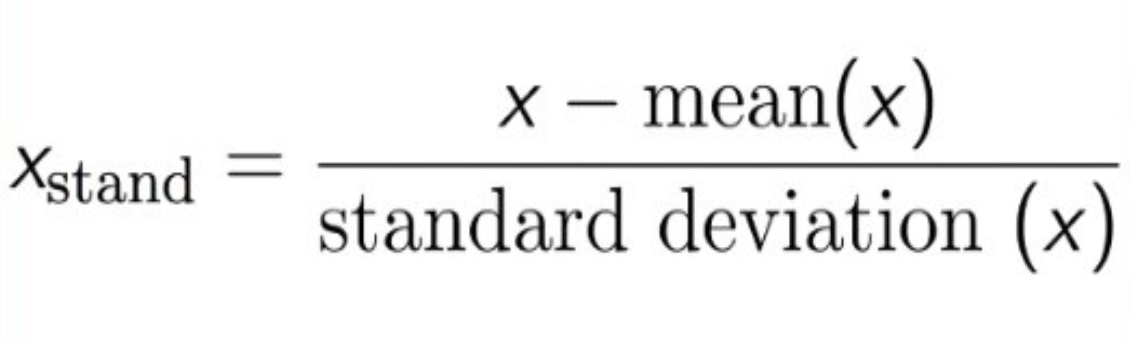 x − mean(x)
x_stand =
standard deviation (x)